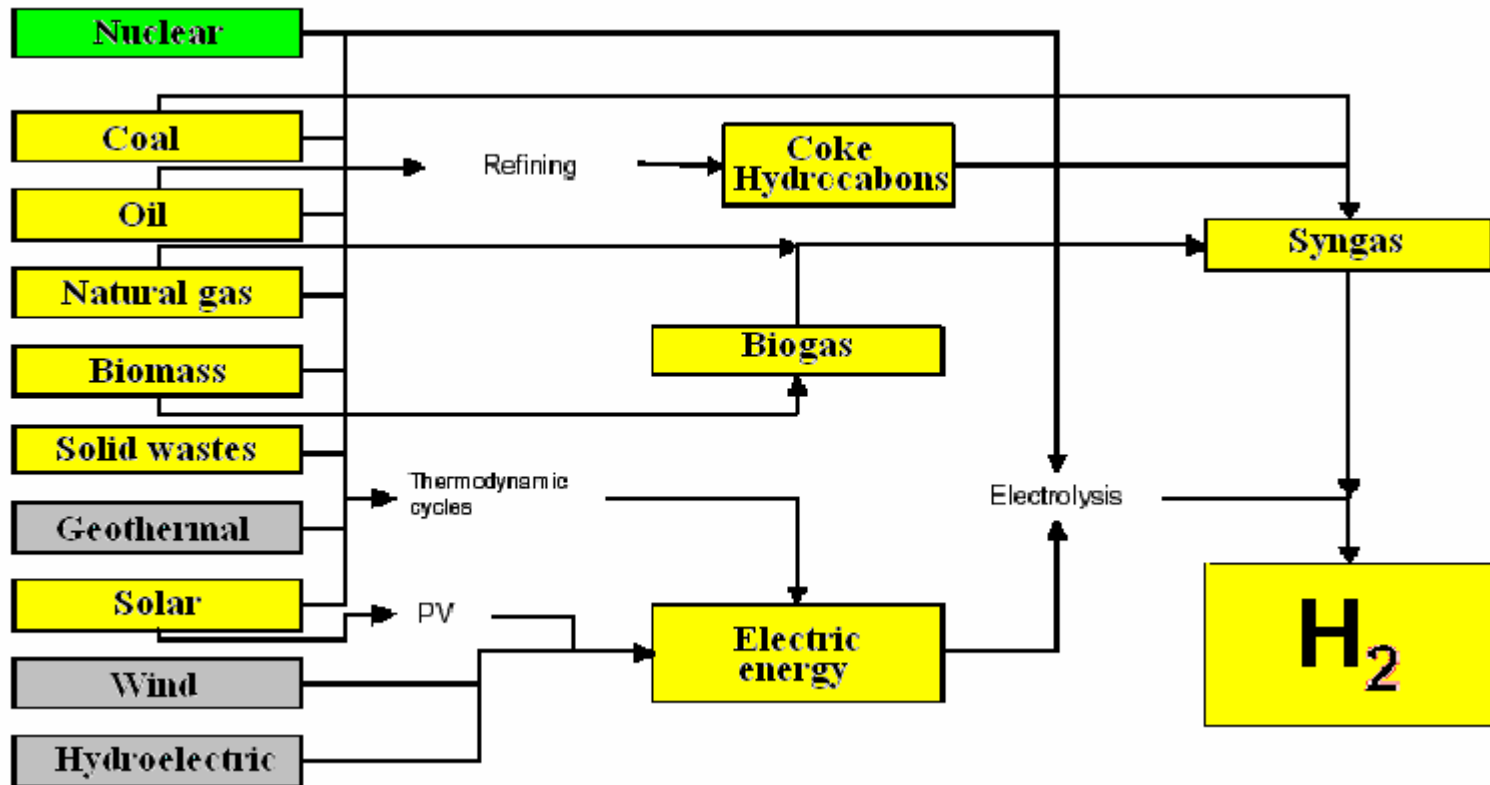 Nuclear
Coal
Oil
Natural gas
Biomass
Solid wastes
Geothermal
Solar
Wind
Hydroelectric
Refining
Coke
Hydrocabons
Biogas
Thermodynamic
cycles
PV
Electric
energy
Electrolysis
Syngas
H2